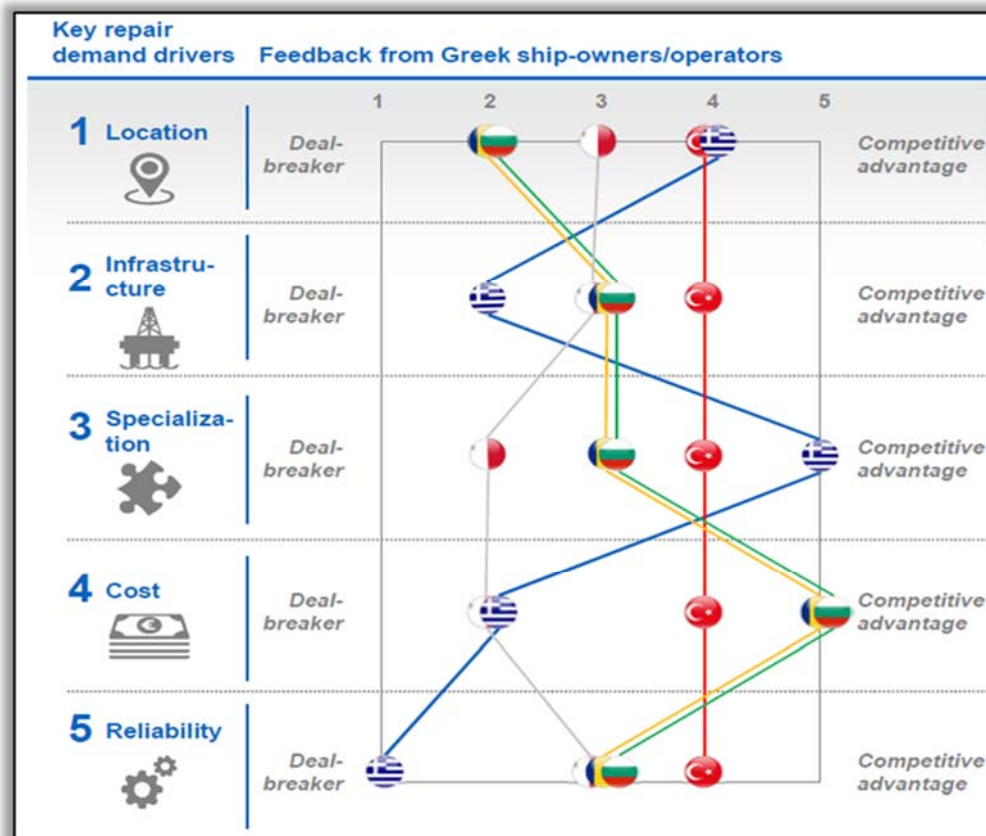 Key repair
demand drivers
Feedback from Greek ship-owners/operators
1 2 3 4 5
1 Location
Deal-
breaker
Competitive
advantage
2 Infrastru-
cture
Deal-
breaker
Competitive
advantage
3 Specializa-
tion
Deal-
breaker
Competitive
advantage
4 Cost
Deal-
breaker
Competitive
advantage
5 Reliability
Deal-
breaker
Competitive
advantage